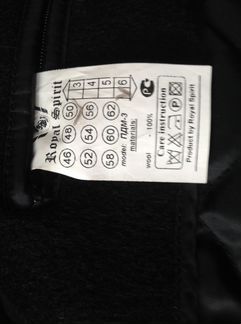 Royal Spirit
3 4 5 6
50 56 62
48 54 60
46 52 58
model: ПДМ-3
materials:
wool - 100%
Care instruction
P
Product by Royal Spirit